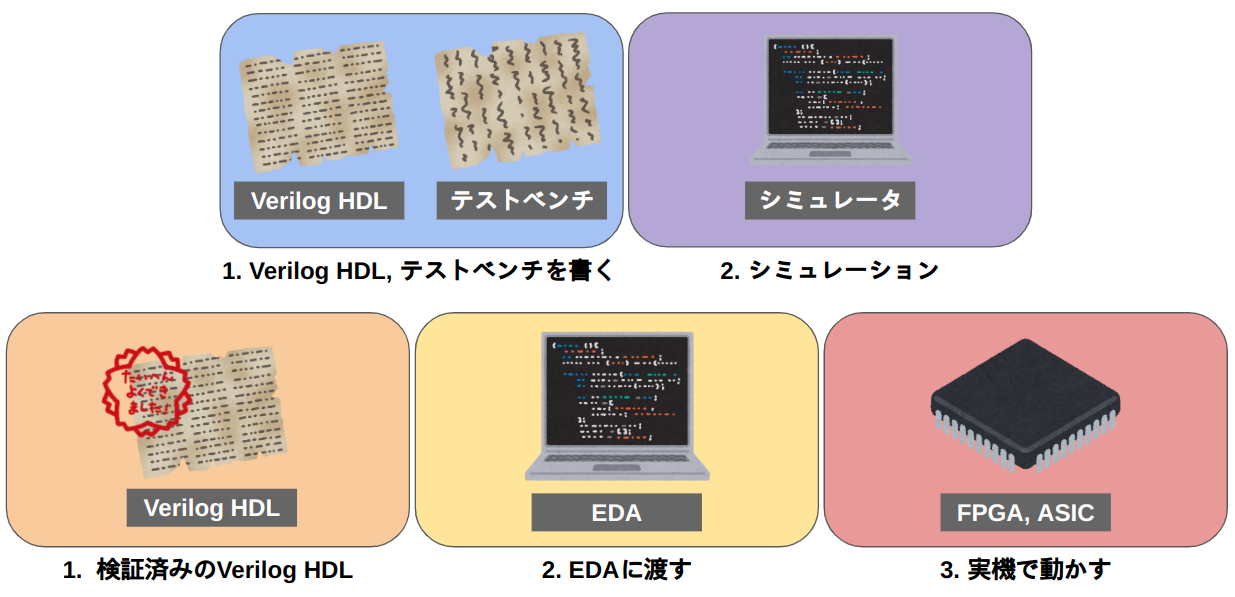 Verilog HDL
テストベンチ
シミュレータ
1. Verilog HDL, テストベンチを書く
2. シミュレーション
たいへん
よくでき
ました!
Verilog HDL
EDA
FPGA, ASIC
1. 検証済みのVerilog HDL
2. EDAに渡す
3. 実機で動かす